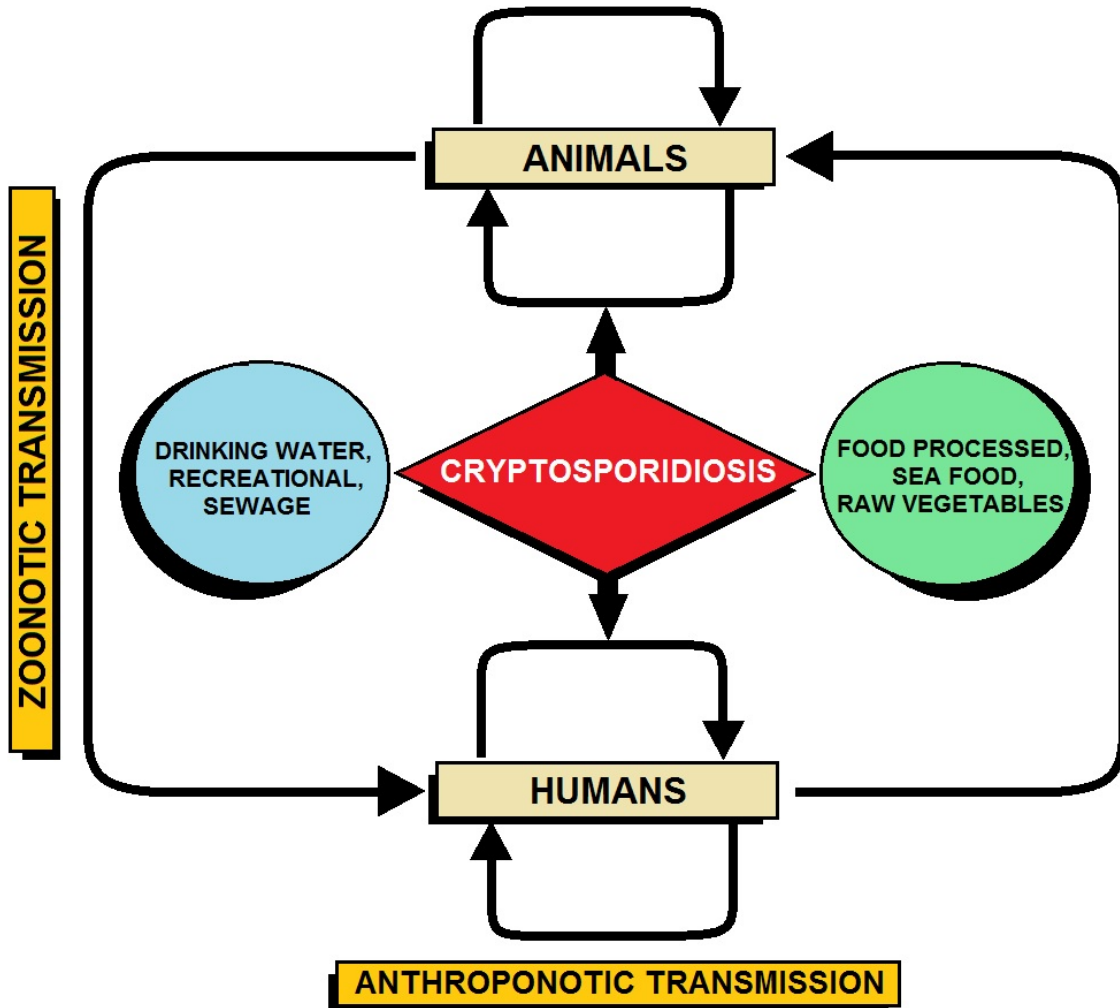 ANIMALS
ZOONOTIC TRANSMISSION
DRINKING WATER,
RECREATIONAL,
SEWAGE
CRYPTOSPORIDIOSIS
FOOD PROCESSED,
SEA FOOD,
RAW VEGETABLES
HUMANS
ANTHROPONOTIC TRANSMISSION